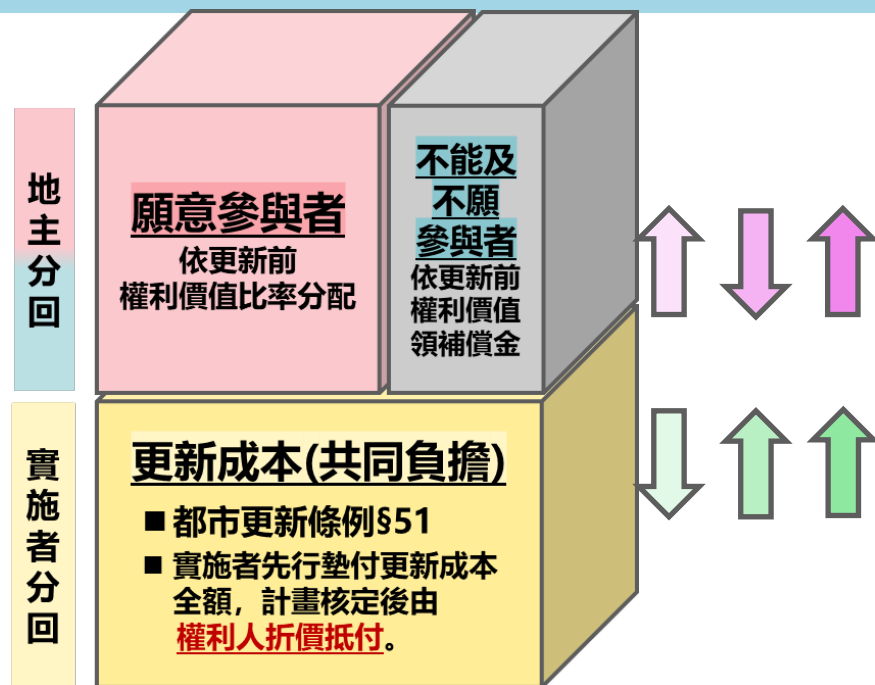 地主分回
願意參與者
依更新前
權利價值比率分配
不能及
不願
參與者
依更新前
權利價值
領補償金
實施者分回
更新成本(共同負擔)
■ 都市更新條例§51
■ 實施者先行墊付更新成本
全額，計畫核定後由
權利人折價抵付。